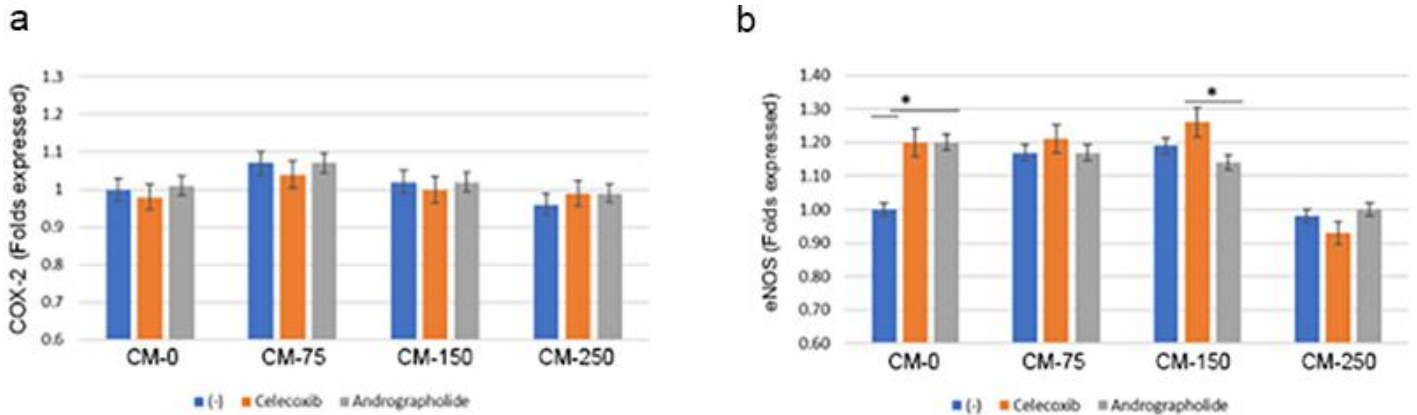 a
COX-2 (Folds expressed)
1.3
1.2
1.1
1
0.9
0.8
0.7
0.6
CM-0 CM-75 CM-150 CM-250
(-) Celecoxib Andrographolide
b
eNOS (Folds expressed)
1.40
1.30
1.20
1.10
1.00
0.90
0.80
0.70
0.60
* *
CM-0 CM-75 CM-150 CM-250
(-) Celecoxib Andrographolide